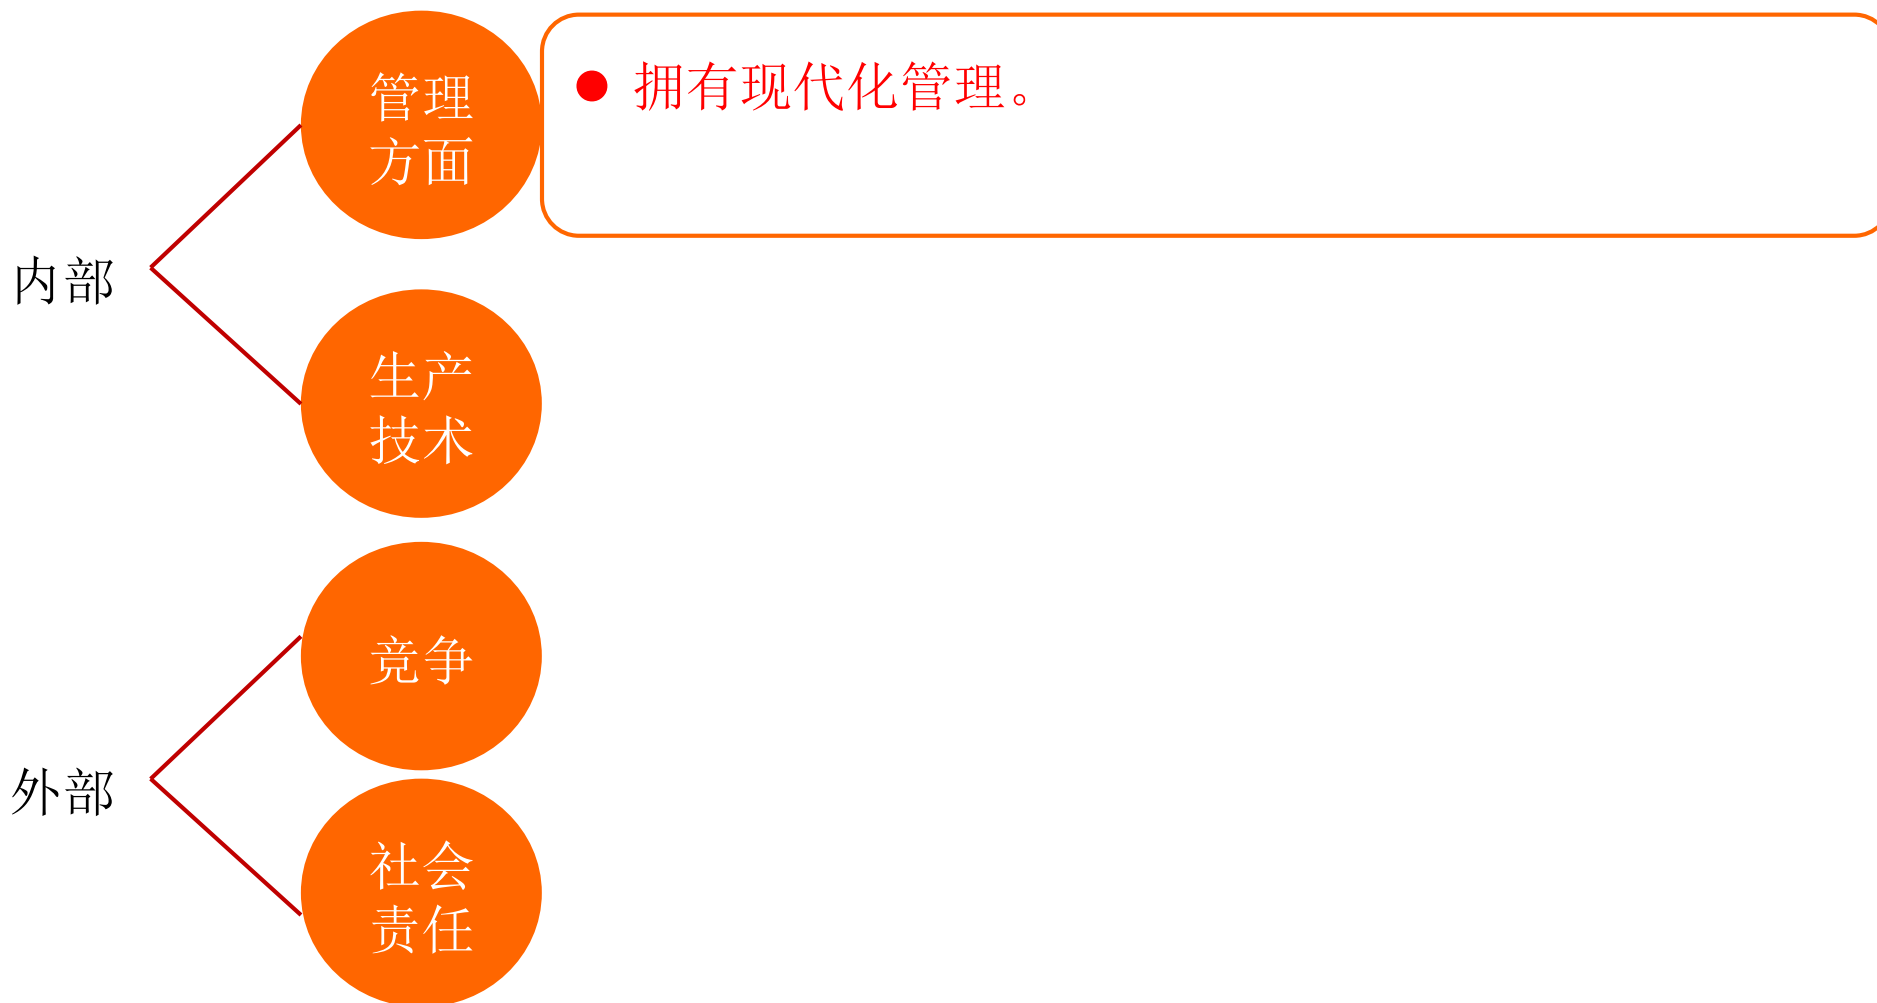 管理
方面
拥有现代化管理。
内部
生产
技术
竞争
外部
社会
责任